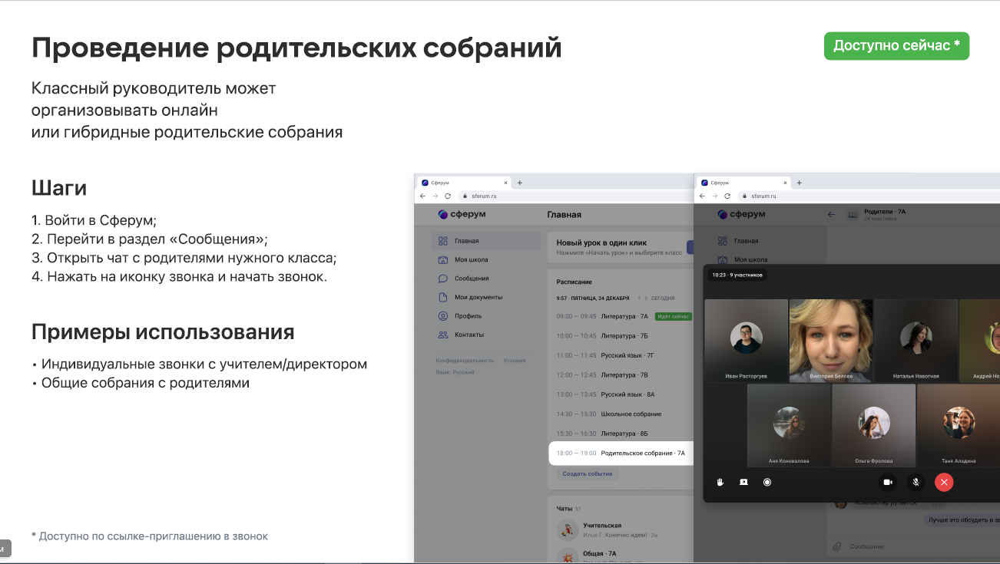 Проведение родительских собраний
Доступно сейчас *
Классный руководитель может
организовывать онлайн
или гибридные родительские собрания
Шаги
1. Войти в Сферум;
2. Перейти в раздел «Сообщения»;
3. Открыть чат с родителями нужного класса;
4. Нажать на иконку звонка и начать звонок.
Примеры использования
• Индивидуальные звонки с учителем/директором
• Общие собрания с родителями
* Доступно по ссылке-приглашению в звонок
Сферум
sferum.ru
сферум
Главная
Главная
Моя школа
Сообщения
Мои документы
Профиль
Контакты
Конфиденциальность Условия
Язык: Русский
Новый урок в один клик
Нажмите «Начать урок» и выберите класс
Расписание
9:57 · ПЯТНИЦА, 24 ДЕКАБРЯ СЕГОДНЯ
09:00 — 09:45 Литература · 7А Идёт сейчас
10:00 — 10:45 Литература · 7Б
11:00 — 11:45 Русский язык · 7Г
12:00 — 12:45 Литература · 7В
13:00 — 13:45 Русский язык · 8А
14:30 — 15:30 Школьное собрание
15:30 — 16:30 Литература · 8Б
18:00 — 19:00 Родительское собрание · 7А
Создать событие
Чаты 37
Учительская
Илья Г: Конечно идем! · 2м
Общая · 7А
Сферум
sferum.ru
сферум
Родители · 7А
24 участника
Главная
Моя школа
10:23 · 9 участников
Иван Расторгуев
Виктория Белова
Наталья Навотная
Андрей Но
Аня Коновалова
Ольга Фролова
Таня Аладина
Компьютер ругается
Лучше это обсудить в зв
Сообщение